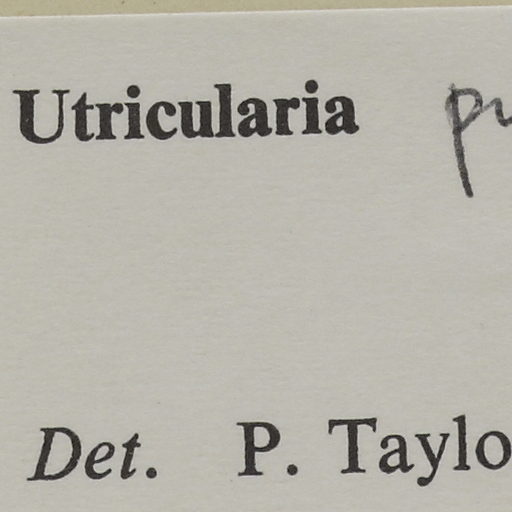 Utricularia
Det. P. Taylo